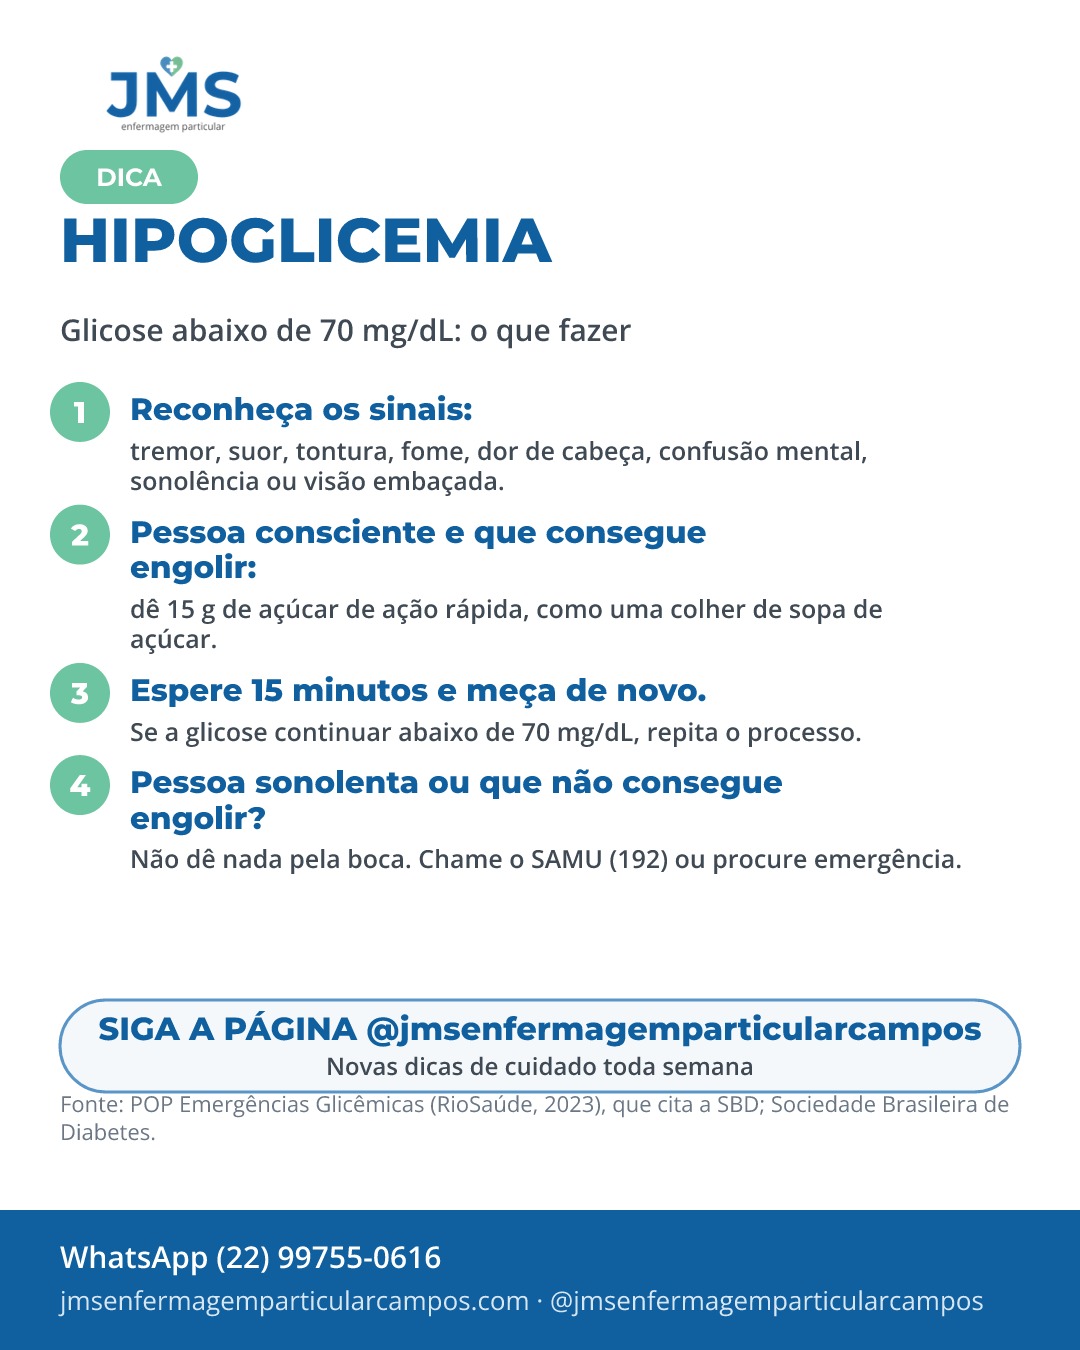 JMS
enfermagem particular
DICA
HIPOGLICEMIA
Glicose abaixo de 70 mg/dL: o que fazer
1
Reconheça os sinais:
tremor, suor, tontura, fome, dor de cabeça, confusão mental,
sonolência ou visão embaçada.
2
Pessoa consciente e que consegue
engolir:
dê 15 g de açúcar de ação rápida, como uma colher de sopa de
açúcar.
3
Espere 15 minutos e meça de novo.
Se a glicose continuar abaixo de 70 mg/dL, repita o processo.
4
Pessoa sonolenta ou que não consegue
engolir?
Não dê nada pela boca. Chame o SAMU (192) ou procure emergência.
SIGA A PÁGINA @jmsenfermagemparticularcampos
Novas dicas de cuidado toda semana
Fonte: POP Emergências Glicêmicas (RioSaúde, 2023), que cita a SBD; Sociedade Brasileira de
Diabetes.
WhatsApp (22) 99755-0616
jmsenfermagemparticularcampos.com · @jmsenfermagemparticularcampos